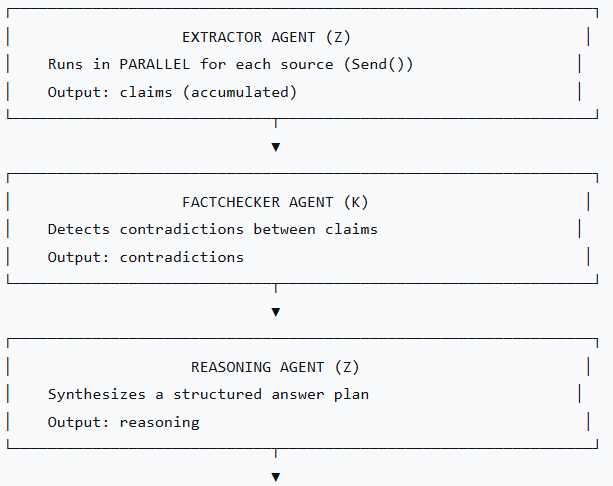 EXTRACTOR AGENT (Z)
Runs in PARALLEL for each source (Send())
Output: claims (accumulated)
▼
FACTCHECKER AGENT (K)
Detects contradictions between claims
Output: contradictions
▼
REASONING AGENT (Z)
Synthesizes a structured answer plan
Output: reasoning
▼